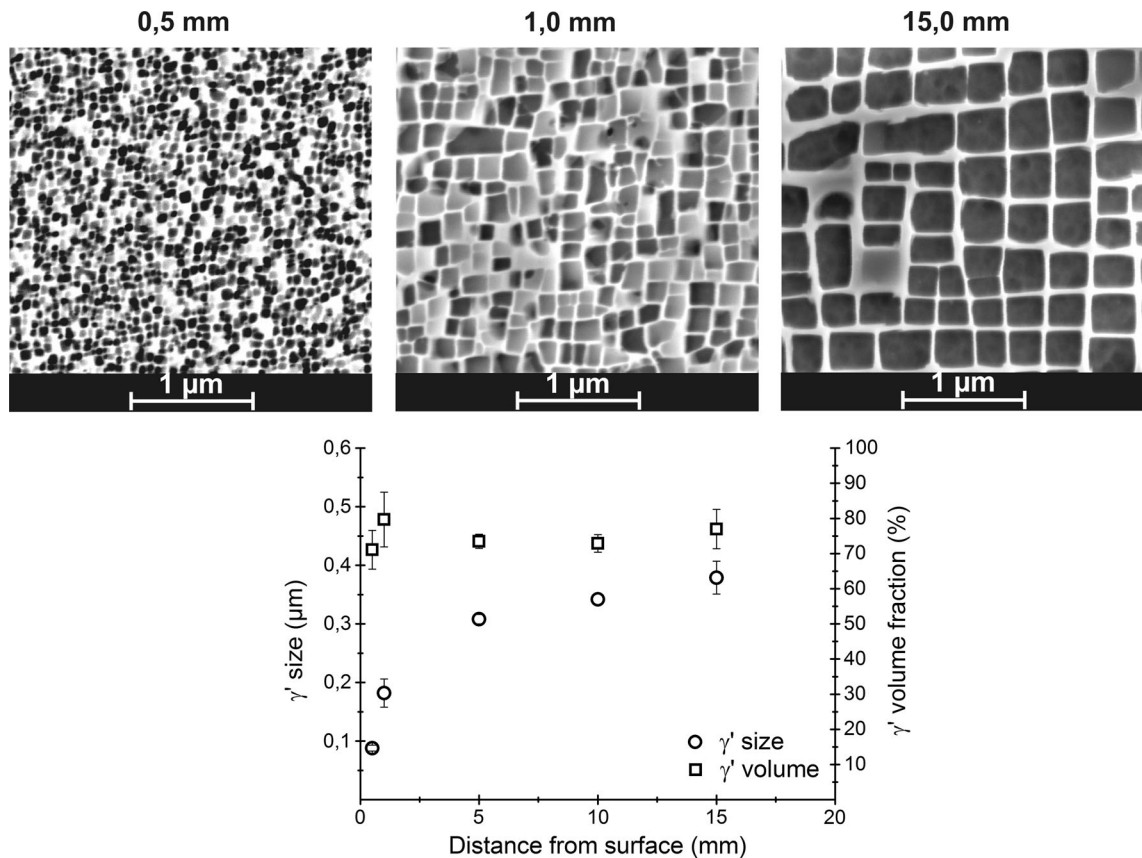 0,5 mm
1,0 mm
15,0 mm
1 µm
1 µm
1 µm
0,6
0,5
0,4
0,3
0,2
0,1
γ' size (µm)
100
90
80
70
60
50
40
30
20
10
γ' volume fraction (%)
γ' size
γ' volume
0
5
10
15
20
Distance from surface (mm)